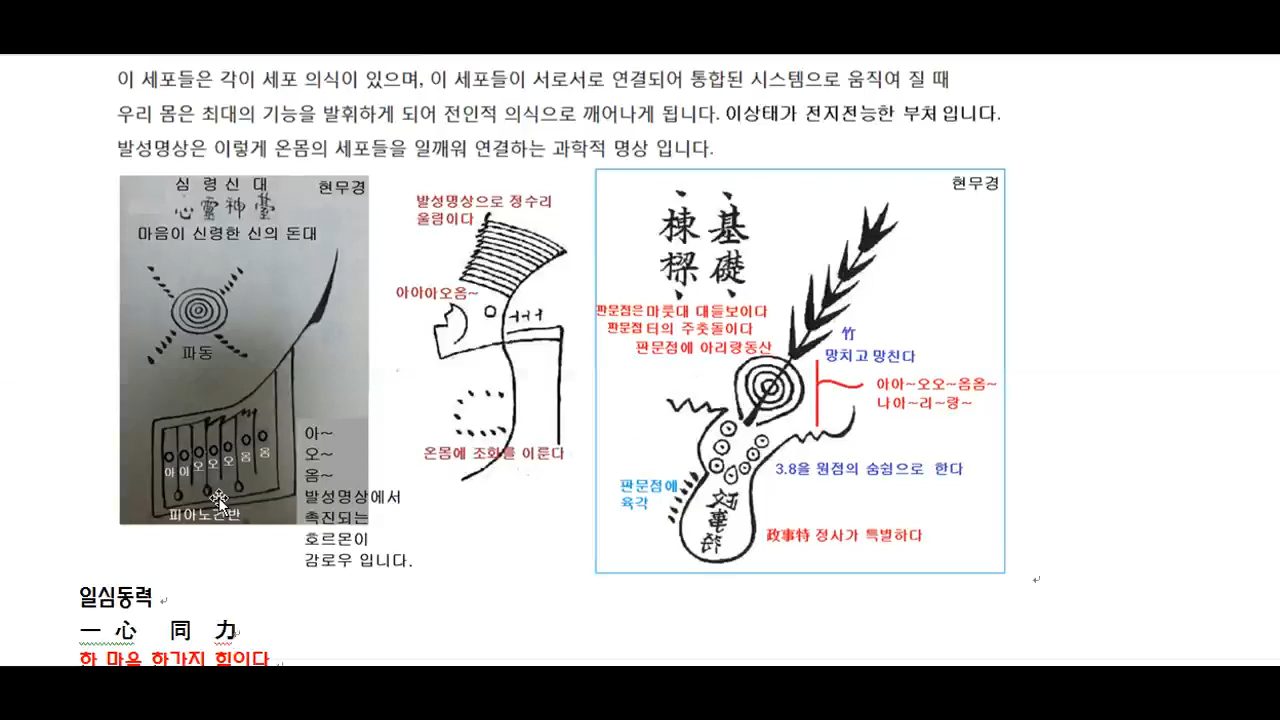 이 세포들은 각이 세포 의식이 있으며, 이 세포들이 서로서로 연결되어 통합된 시스템으로 움직여 질 때
우리 몸은 최대의 기능을 발휘하게 되어 전인적 의식으로 깨어나게 됩니다. 이상태가 전지전능한 부처입니다.
발성명상은 이렇게 온몸의 세포들을 일깨워 연결하는 과학적 명상 입니다.
심 령 신 대
현무경
心 靈 神 臺
마음이 신령한 신의 돈대
파동
아 아 오 오 오 옴 옴
피아노건반
아~
오~
옴~
발성명상에서
촉진되는
호르몬이
감로우 입니다.
발성명상으로 정수리
울렴이다
아아아오옴~
온몸에 조화를 이룬다
현무경
棟 基
樑 礎
판문점은 마룻대 대들보이다
판문점 터의 주춧돌이다
판문점에 아리랑동산
竹
망치고 망친다
아아~오오~옴옴~
나아~리~랑~
3.8을 원점의 숨쉼으로 한다
판문점에
육각
政事特 정사가 특별하다
일심동력
一 心 同 力
한 마음 한가지 힘이다